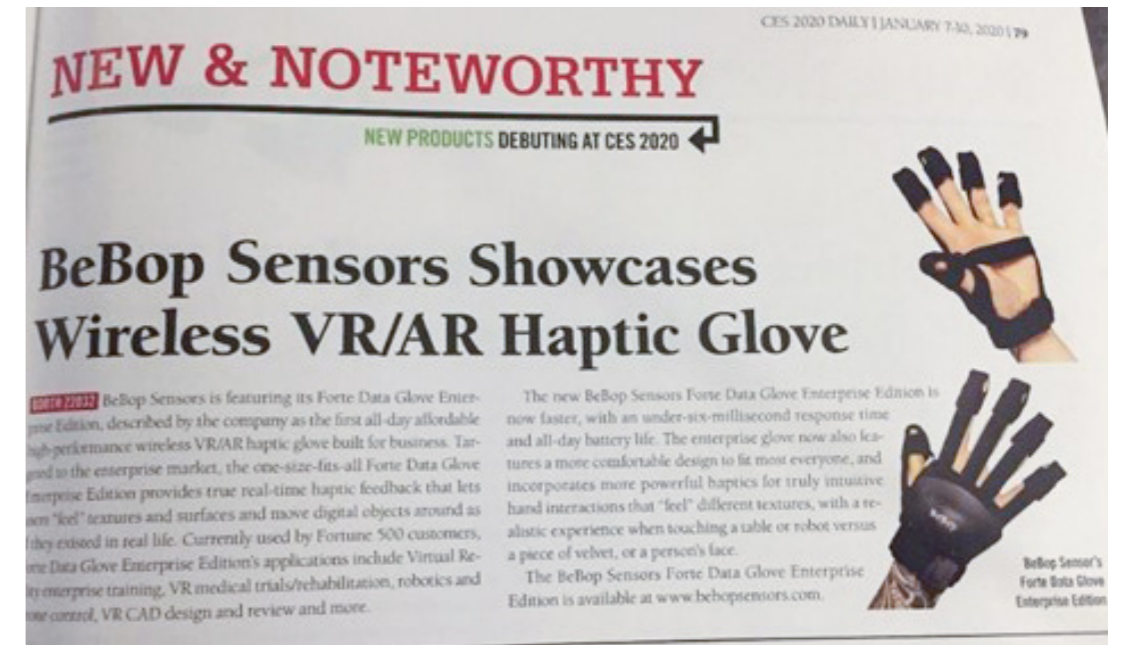 CES 2020 DAILY | JANUARY 7-10, 2020 | 79
NEW & NOTEWORTHY
NEW PRODUCTS DEBUTING AT CES 2020
BeBop Sensors Showcases
Wireless VR/AR Haptic Glove
BOOTH 22032 BeBop Sensors is featuring its Forte Data Glove Enter-
prise Edition, described by the company as the first all-day affordable
high-performance wireless VR/AR haptic glove built for business. Tar-
geted to the enterprise market, the one-size-fits-all Forte Data Glove
Enterprise Edition provides true real-time haptic feedback that lets
users "feel" textures and surfaces and move digital objects around as
if they existed in real life. Currently used by Fortune 500 customers,
Data Glove Enterprise Edition's applications include Virtual Re-
enterprise training, VR medical trials/rehabilitation, robotics and
control, VR CAD design and review and more.
The new BeBop Sensors Forte Data Glove Enterprise Edition is
now faster, with an under-six-millisecond response time
and all-day battery life. The enterprise glove now also fea-
tures a more comfortable design to fit most everyone, and
incorporates more powerful haptics for truly intuitive
hand interactions that "feel" different textures, with a re-
alistic experience when touching a table or robot versus
a piece of velvet, or a person's face.
The BeBop Sensors Forte Data Glove Enterprise
Edition is available at www.bebopsensors.com.
BeBop
BeBop Sensor's
Forte Data Glove
Enterprise Edition